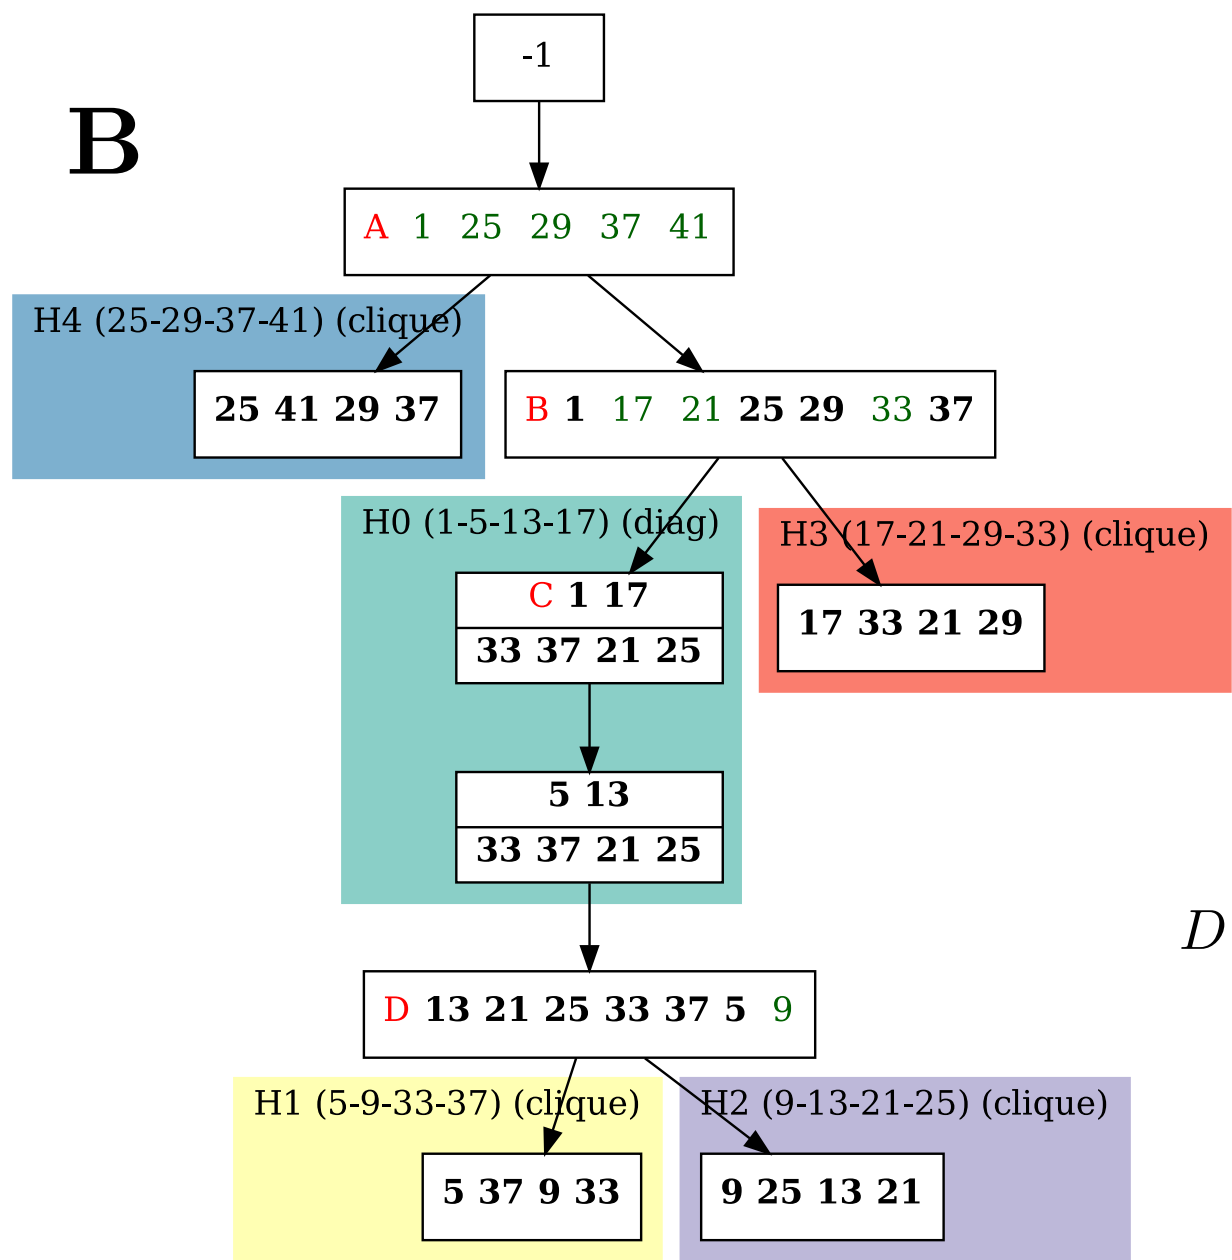 -1
B
A 1 25 29 37 41
H4 (25-29-37-41) (clique)
25 41 29 37
B 1 17 21 25 29 33 37
H0 (1-5-13-17) (diag)
H3 (17-21-29-33) (clique)
C 1 17
33 37 21 25
17 33 21 29
5 13
33 37 21 25
D
D 13 21 25 33 37 5 9
H1 (5-9-33-37) (clique)
H2 (9-13-21-25) (clique)
5 37 9 33
9 25 13 21